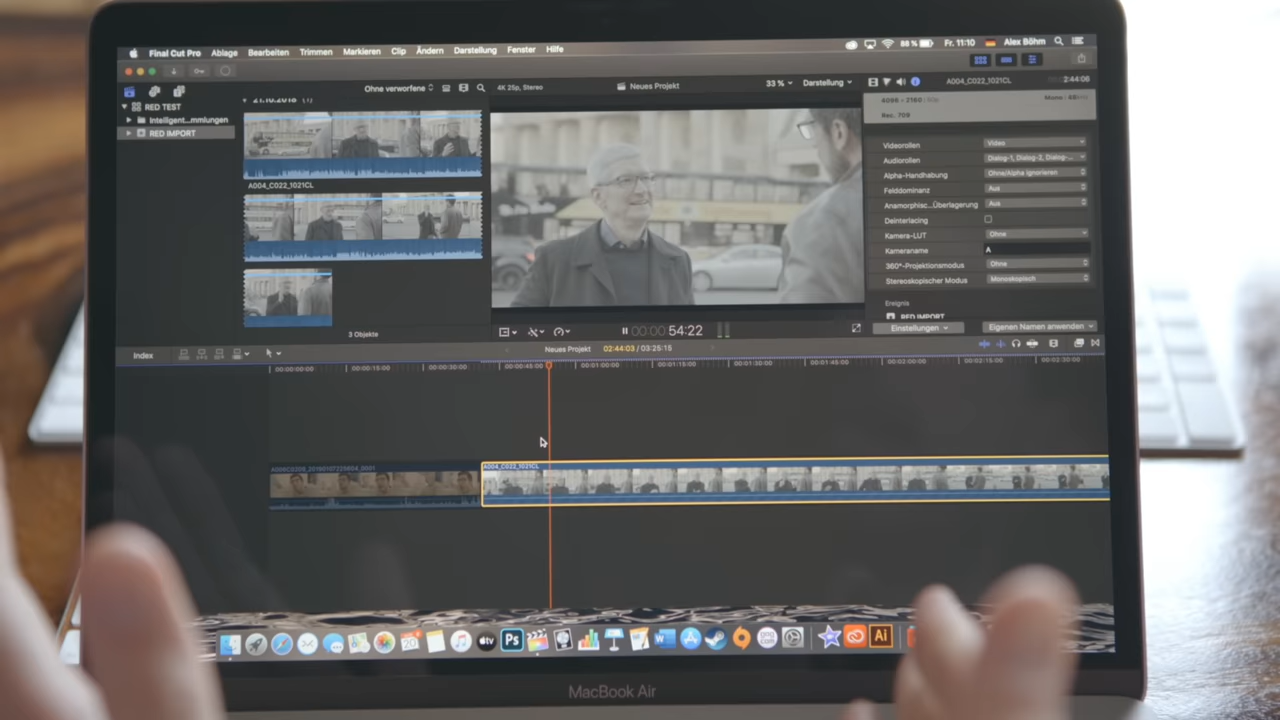 Final Cut Pro Ablage Bearbeiten Trimmen Markieren Clip Ändern Darstellung Fenster Hilfe
88 % Fr. 11:10 Alex Böhm
Ohne verworfene
4K 25p, Stereo
Neues Projekt
33 %
Darstellung
A004_C022_1021CL
2:44:06
RED TEST
Intelligent...mmlungen
RED IMPORT
21.10.2018 (1)
A004_C022_1021CL
3 Objekte
4096 × 2160
Rec. 709
Videorollen Video
Audiorollen Dialog-1, Dialog-2, Dialog-...
Alpha-Handhabung Ohne/Alpha ignorieren
Felddominanz Aus
Anamorphisc...Überlagerung Aus
Deinterlacing
Kamera-LUT Ohne
Kameraname A
360°-Projektionsmodus Ohne
Stereoskopischer Modus Monoskopisch
Ereignis
RED IMPORT
Einstellungen
Eigenen Namen anwenden
00:00:54:22
Index
Neues Projekt
02:44:03 / 03:25:15
00:00:00:00 00:00:15:00 00:00:30:00 00:00:45:00 00:01:00:00 00:01:15:00 00:01:30:00 00:01:45:00 00:02:00:00 00:02:15:00 00:02:30:00
A004_C022_1021CL
tv
Ps
W
Ai
MacBook Air